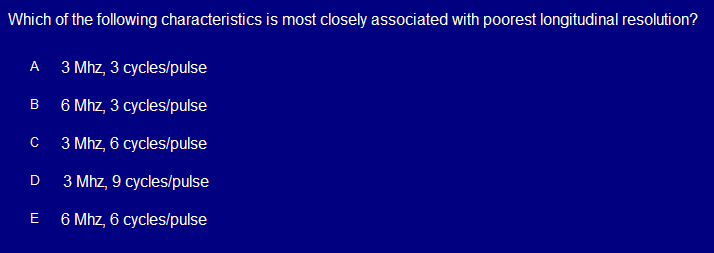 Which of the following characteristics is most closely associated with poorest longitudinal resolution?
A 3 Mhz, 3 cycles/pulse
B 6 Mhz, 3 cycles/pulse
C 3 Mhz, 6 cycles/pulse
D 3 Mhz, 9 cycles/pulse
E 6 Mhz, 6 cycles/pulse